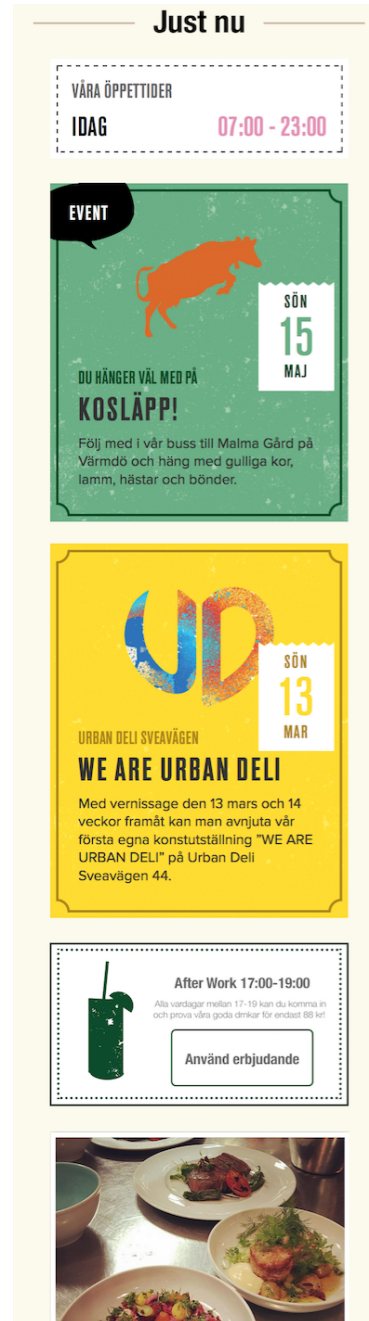 Just nu
VÅRA ÖPPETTIDER
IDAG 07:00 - 23:00
EVENT
SÖN
15
MAJ
DU HÄNGER VÄL MED PÅ
KOSLÄPP!
Följ med i vår buss till Malma Gård på
Värmdö och häng med gulliga kor,
lamm, hästar och bönder.
UD
SÖN
13
MAR
URBAN DELI SVEAVÄGEN
WE ARE URBAN DELI
Med vernissage den 13 mars och 14
veckor framåt kan man avnjuta vår
första egna konstutställning ”WE ARE
URBAN DELI” på Urban Deli
Sveavägen 44.
After Work 17:00-19:00
Alla vardagar mellan 17-19 kan du komma in
och prova våra goda drnkar för endast 88 kr!
Använd erbjudande